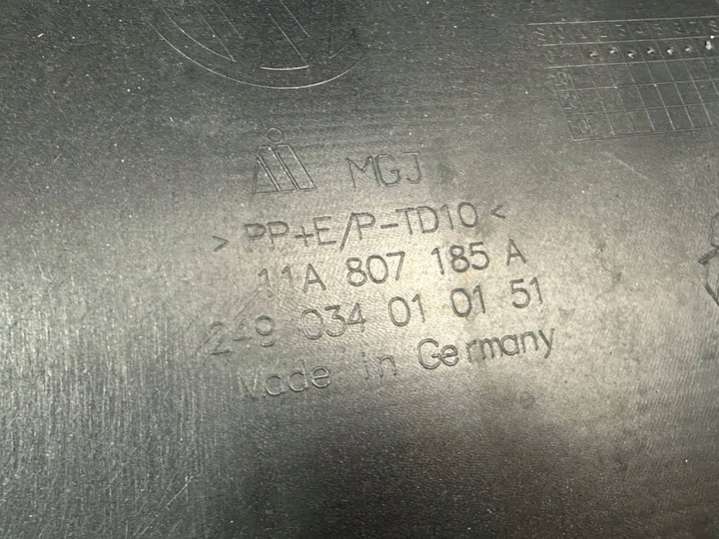 MGJ
> PP+E/P-TD10 <
11A 807 185 A
249 034 01 01 51
Made in Germany